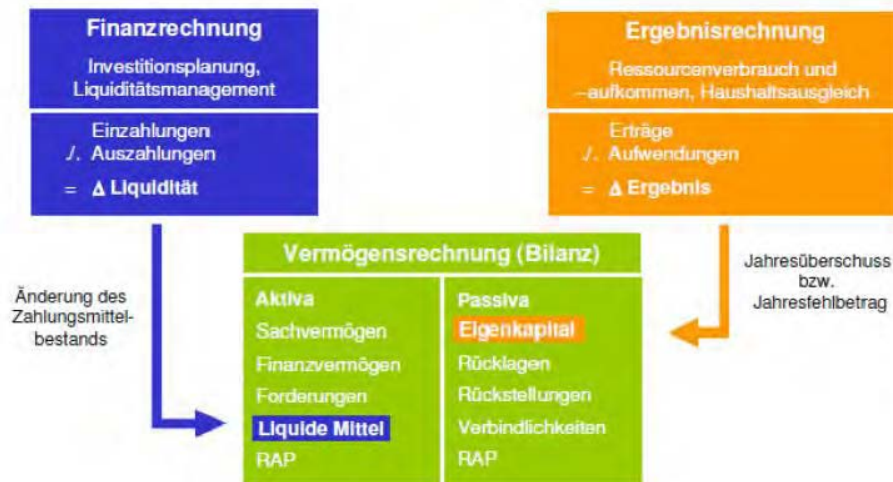 Finanzrechnung
Investitionsplanung,
Liquiditätsmanagement
Einzahlungen
./. Auszahlungen
= Δ Liquidität
Ergebnisrechnung
Ressourcenverbrauch und
–aufkommen, Haushaltsausgleich
Erträge
./. Aufwendungen
= Δ Ergebnis
Änderung des
Zahlungsmittel-
bestands
Vermögensrechnung (Bilanz)
Aktiva
Sachvermögen
Finanzvermögen
Forderungen
Liquide Mittel
RAP
Passiva
Eigenkapital
Rücklagen
Rückstellungen
Verbindlichkeiten
RAP
Jahresüberschuss
bzw.
Jahresfehlbetrag